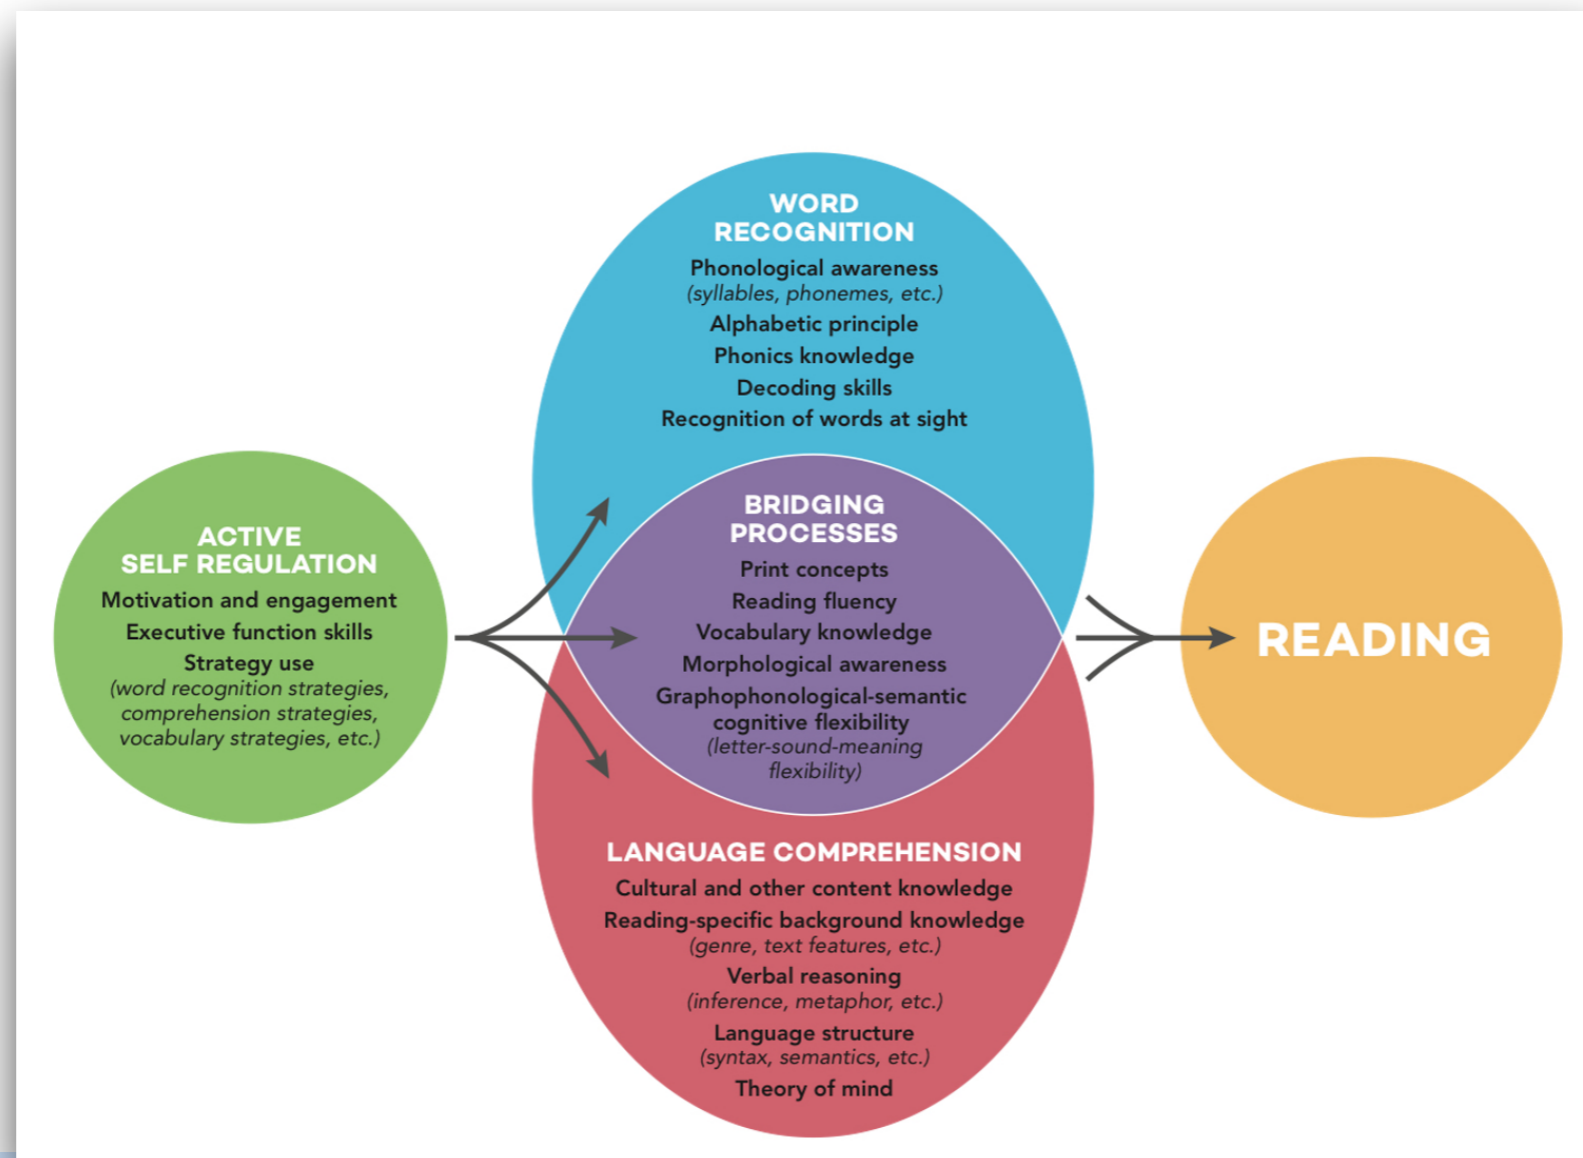 WORD
RECOGNITION
Phonological awareness
(syllables, phonemes, etc.)
Alphabetic principle
Phonics knowledge
Decoding skills
Recognition of words at sight
ACTIVE
SELF REGULATION
Motivation and engagement
Executive function skills
Strategy use
(word recognition strategies,
comprehension strategies,
vocabulary strategies, etc.)
BRIDGING
PROCESSES
Print concepts
Reading fluency
Vocabulary knowledge
Morphological awareness
Graphophonological-semantic
cognitive flexibility
(letter-sound-meaning
flexibility)
LANGUAGE COMPREHENSION
Cultural and other content knowledge
Reading-specific background knowledge
(genre, text features, etc.)
Verbal reasoning
(inference, metaphor, etc.)
Language structure
(syntax, semantics, etc.)
Theory of mind
READING